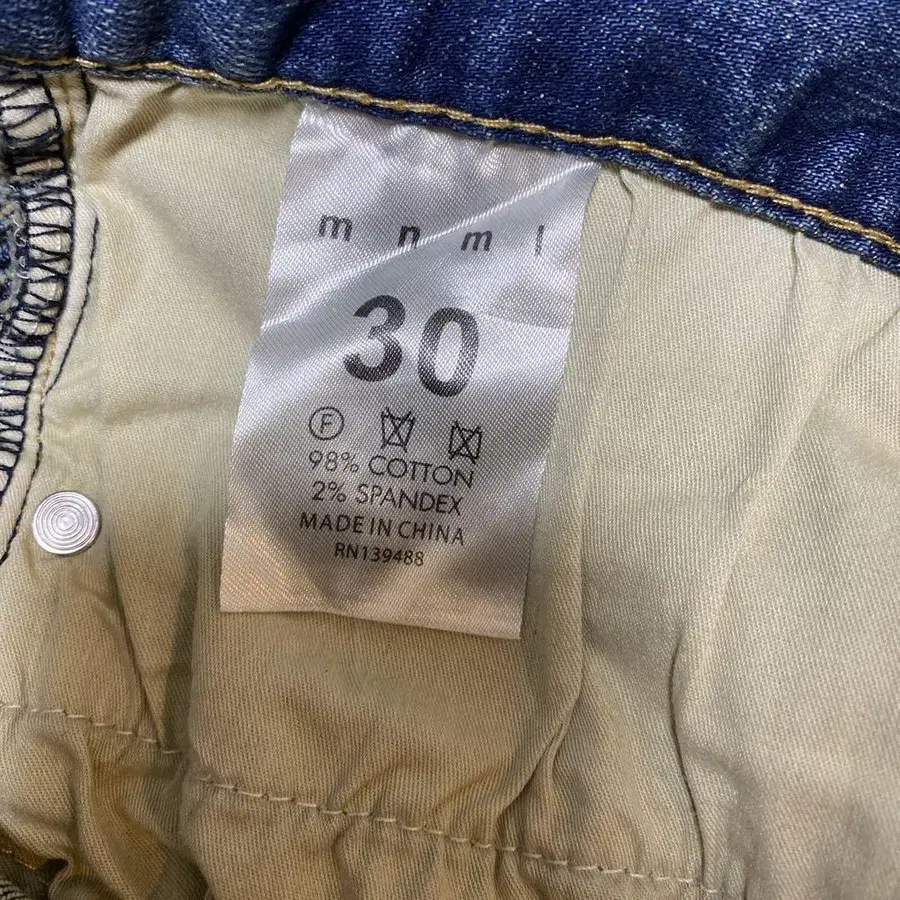 m n m l
30
F
98% COTTON
2% SPANDEX
MADE IN CHINA
RN139488